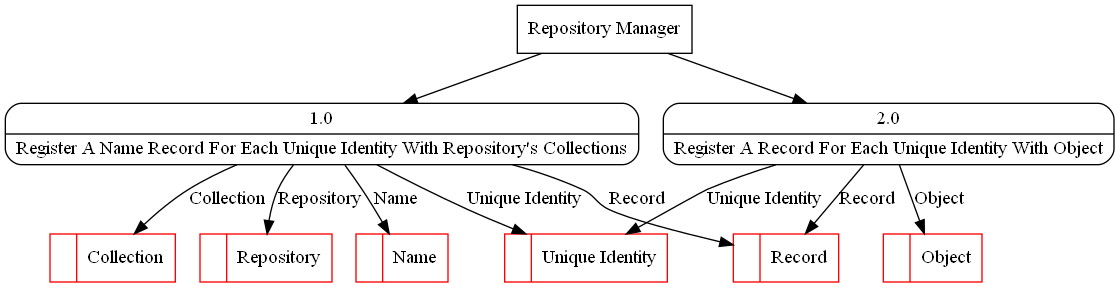 Repository Manager
1.0
Register A Name Record For Each Unique Identity With Repository's Collections
2.0
Register A Record For Each Unique Identity With Object
Collection
Repository
Name
Unique Identity
Record
Unique Identity
Record
Object
Collection
Repository
Name
Unique Identity
Record
Object